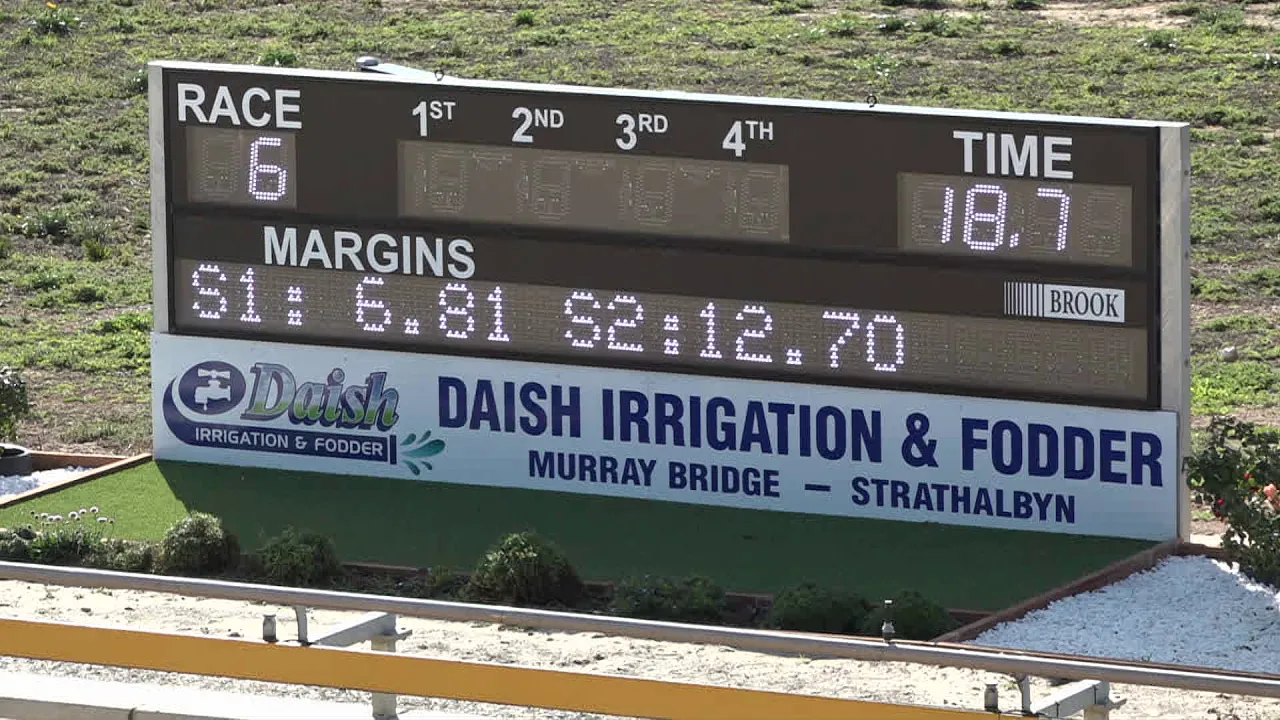 RACE 1ST 2ND 3RD 4TH TIME
6 18.7
MARGINS
BROOK
S1: 6.81 S2:12.70
Daish
IRRIGATION & FODDER
DAISH IRRIGATION & FODDER
MURRAY BRIDGE – STRATHALBYN